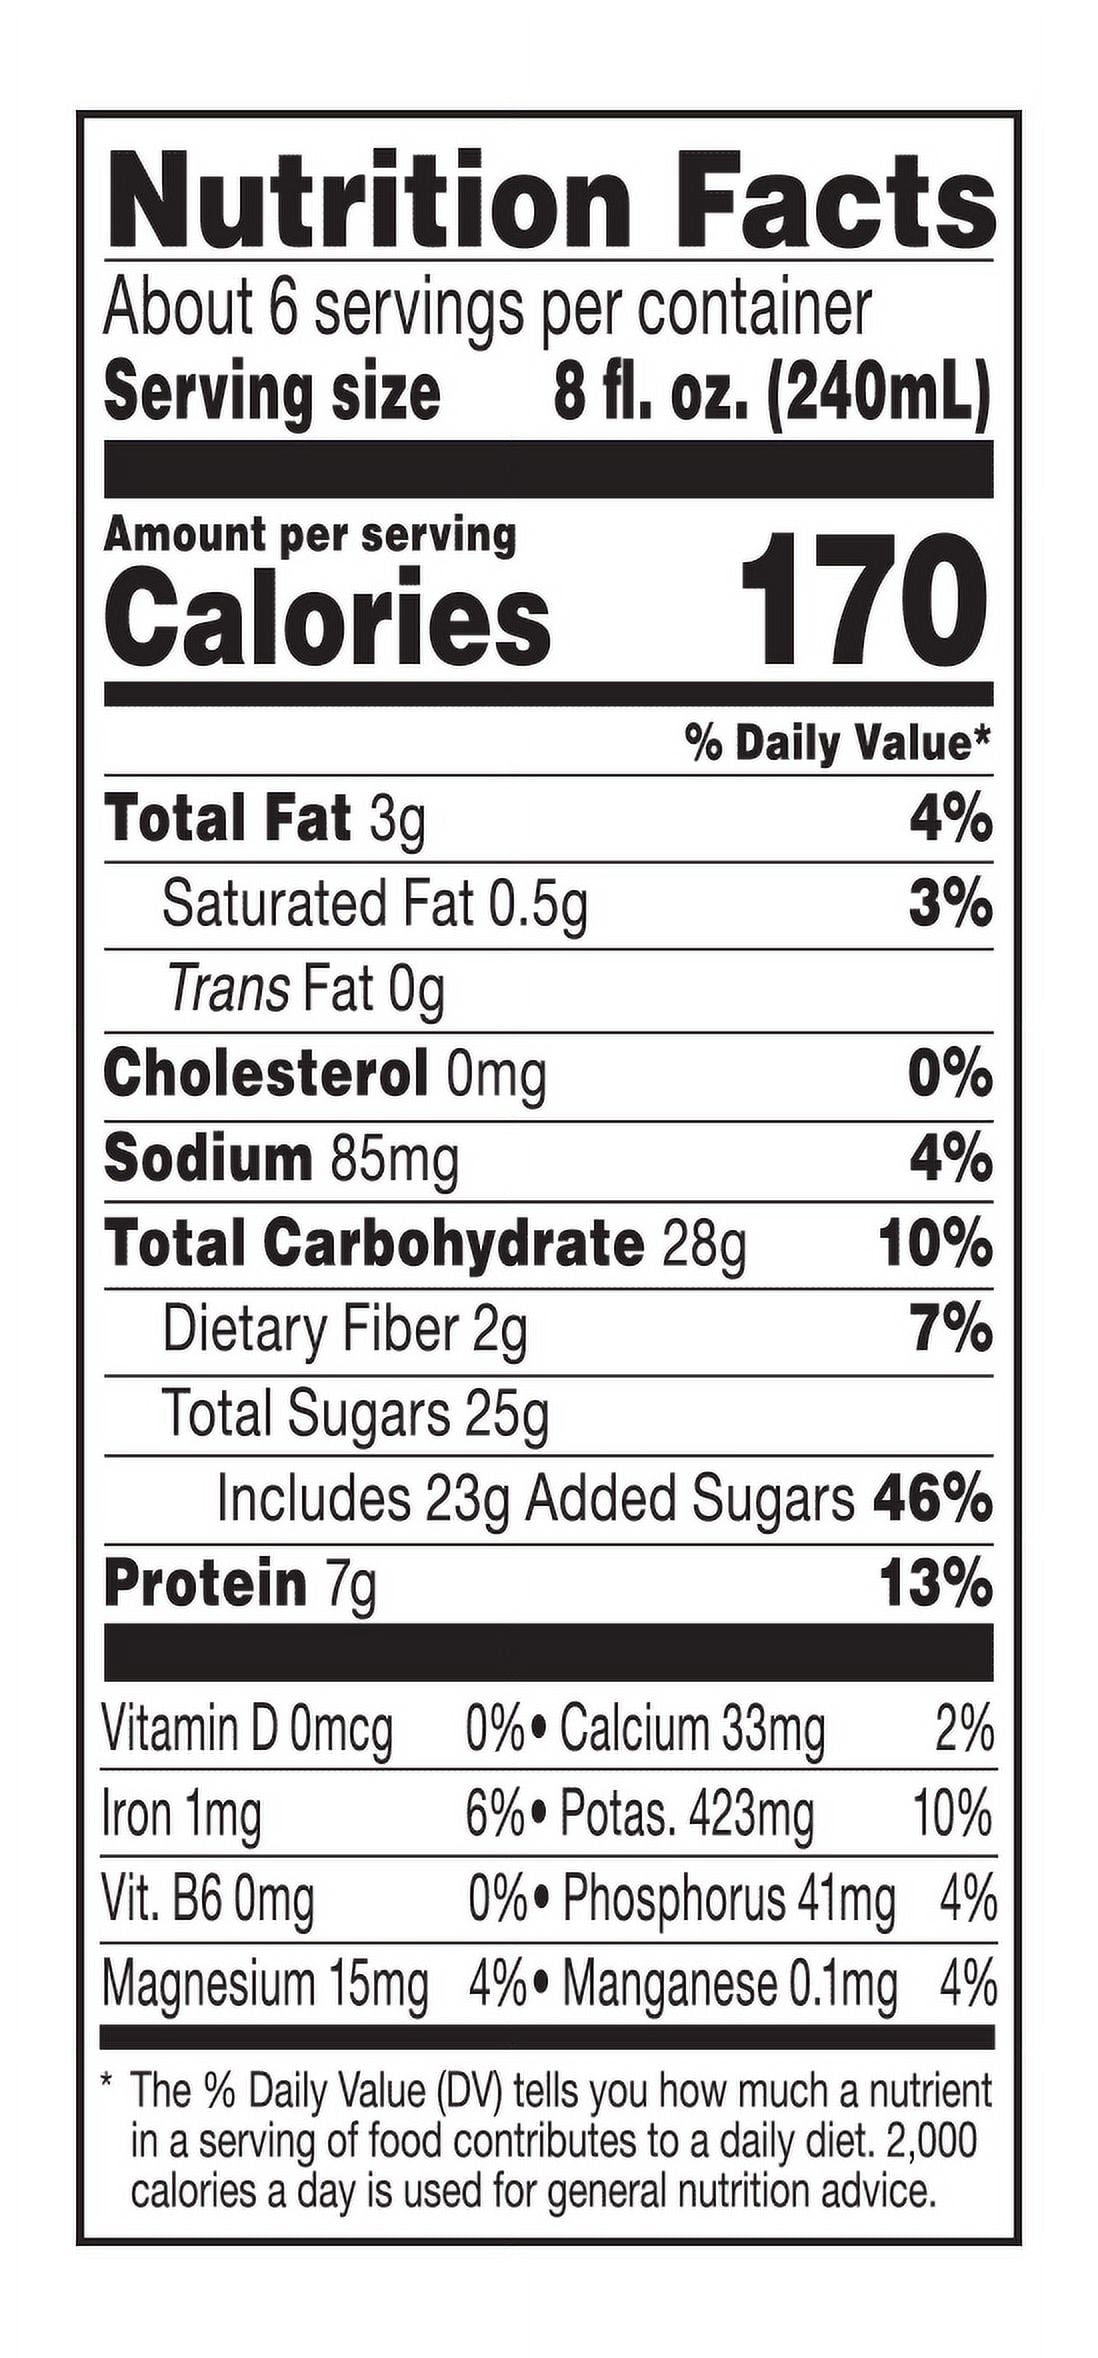 Nutrition Facts
About 6 servings per container
Serving size 8 fl. oz. (240mL)
Amount per serving
Calories 170
% Daily Value*
Total Fat 3g 4%
Saturated Fat 0.5g 3%
Trans Fat 0g
Cholesterol 0mg 0%
Sodium 85mg 4%
Total Carbohydrate 28g 10%
Dietary Fiber 2g 7%
Total Sugars 25g
Includes 23g Added Sugars 46%
Protein 7g 13%
Vitamin D 0mcg 0% • Calcium 33mg 2%
Iron 1mg 6% • Potas. 423mg 10%
Vit. B6 0mg 0% • Phosphorus 41mg 4%
Magnesium 15mg 4% • Manganese 0.1mg 4%
* The % Daily Value (DV) tells you how much a nutrient
in a serving of food contributes to a daily diet. 2,000
calories a day is used for general nutrition advice.